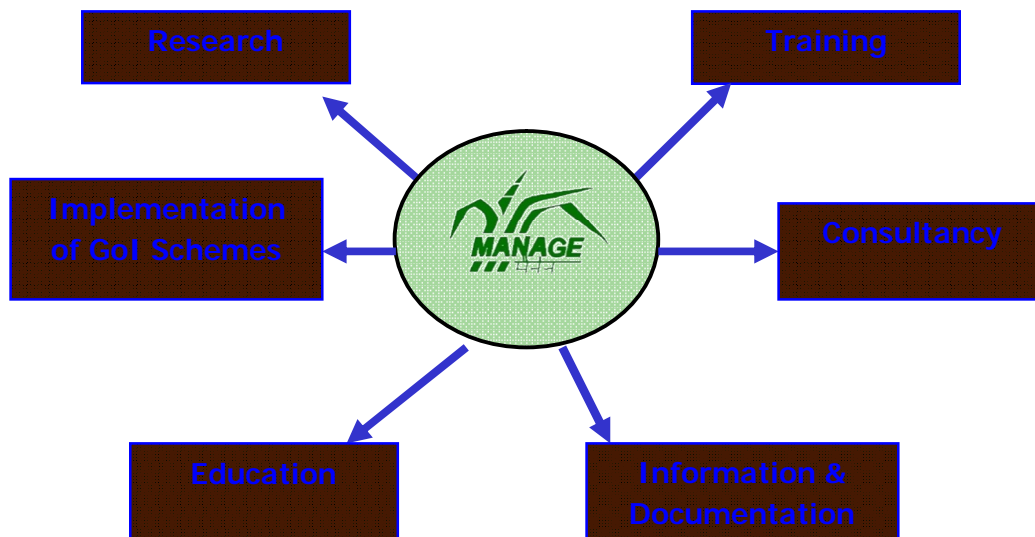 Research
Training
Implementation
of GoI Schemes
MANAGE
Consultancy
Education
Information &
Documentation